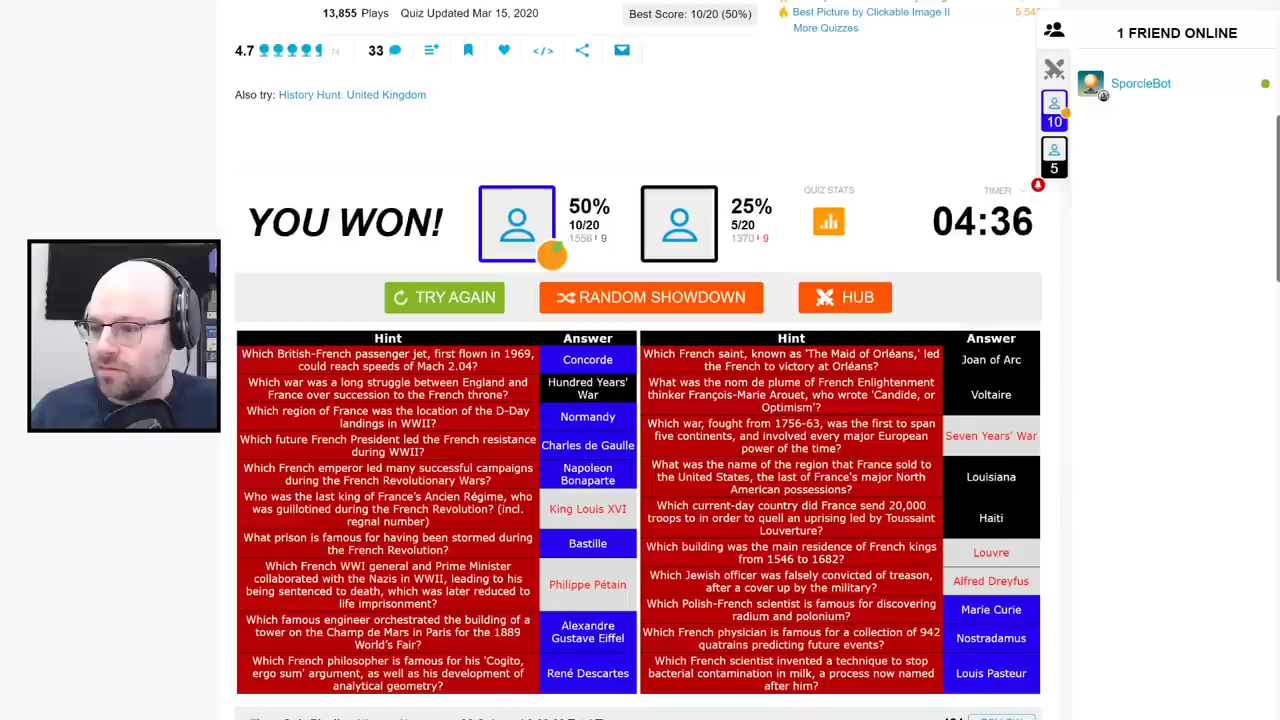 13,855 Plays Quiz Updated Mar 15, 2020
Best Score: 10/20 (50%)
Best Picture by Clickable Image II
More Quizzes
4.7
33
Also try: History Hunt: United Kingdom
1 FRIEND ONLINE
SporcleBot
10
5
YOU WON!
50%
10/20
1556 9
25%
5/20
1370 9
QUIZ STATS
TIMER
04:36
TRY AGAIN
RANDOM SHOWDOWN
HUB
Hint Answer
Which British-French passenger jet, first flown in 1969,
could reach speeds of Mach 2.04?
Concorde
Which war was a long struggle between England and
France over succession to the French throne?
Hundred Years'
War
Which region of France was the location of the D-Day
landings in WWII?
Normandy
Which future French President led the French resistance
during WWII?
Charles de Gaulle
Which French emperor led many successful campaigns
during the French Revolutionary Wars?
Napoleon
Bonaparte
Who was the last king of France's Ancien Régime, who
was guillotined during the French Revolution? (incl.
regnal number)
King Louis XVI
What prison is famous for having been stormed during
the French Revolution?
Bastille
Which French WWI general and Prime Minister
collaborated with the Nazis in WWII, leading to his
being sentenced to death, which was later reduced to
life imprisonment?
Philippe Pétain
Which famous engineer orchestrated the building of a
tower on the Champ de Mars in Paris for the 1889
World's Fair?
Alexandre
Gustave Eiffel
Which French philosopher is famous for his 'Cogito,
ergo sum' argument, as well as his development of
analytical geometry?
René Descartes
Hint Answer
Which French saint, known as 'The Maid of Orléans,' led
the French to victory at Orléans?
Joan of Arc
What was the nom de plume of French Enlightenment
thinker François-Marie Arouet, who wrote 'Candide, or
Optimism'?
Voltaire
Which war, fought from 1756-63, was the first to span
five continents, and involved every major European
power of the time?
Seven Years' War
What was the name of the region that France sold to
the United States, the last of France's major North
American possessions?
Louisiana
Which current-day country did France send 20,000
troops to in order to quell an uprising led by Toussaint
Louverture?
Haiti
Which building was the main residence of French kings
from 1546 to 1682?
Louvre
Which Jewish officer was falsely convicted of treason,
after a cover up by the military?
Alfred Dreyfus
Which Polish-French scientist is famous for discovering
radium and polonium?
Marie Curie
Which French physician is famous for a collection of 942
quatrains predicting future events?
Nostradamus
Which French scientist invented a technique to stop
bacterial contamination in milk, a process now named
after him?
Louis Pasteur